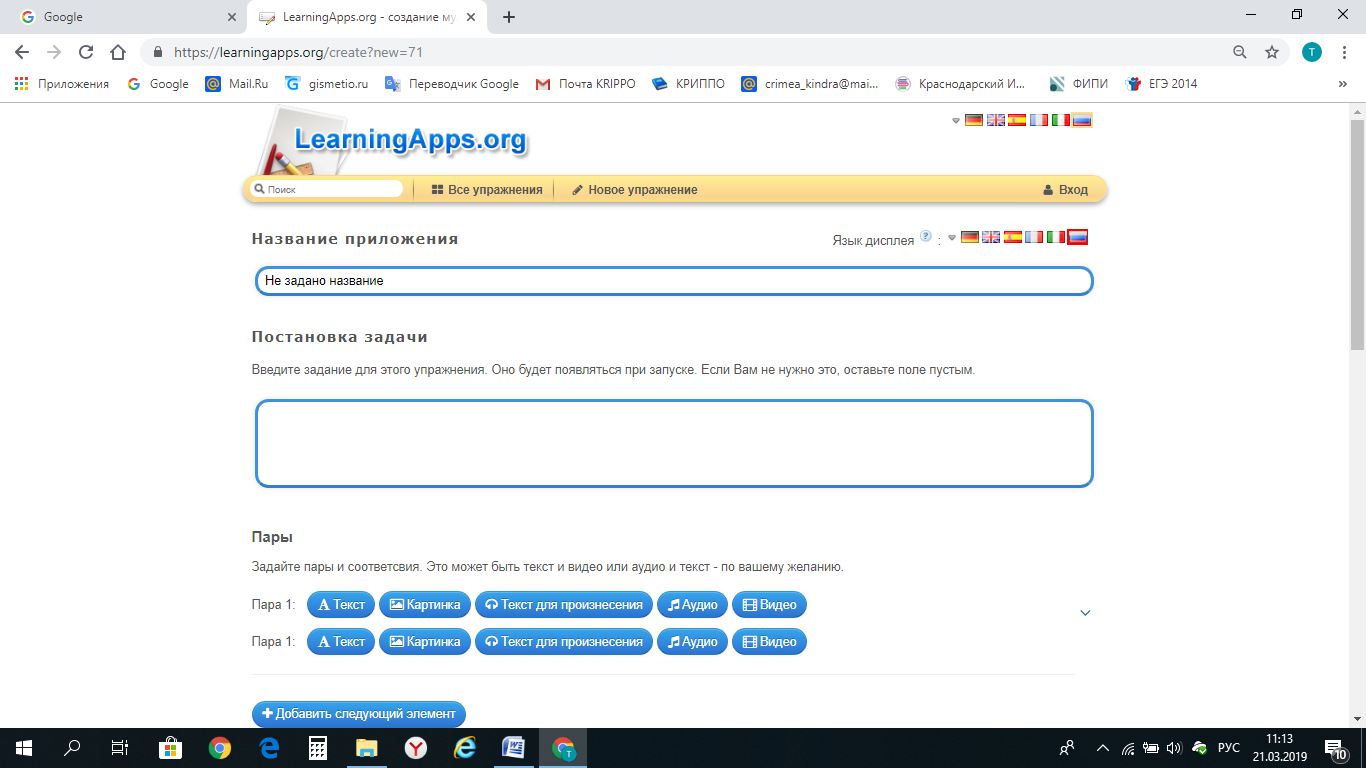 Google
LearningApps.org - создание му
https://learningapps.org/create?new=71
T
Приложения Google Mail.Ru gismetio.ru Переводчик Google Почта KRIPPO КРИППО crimea_kindra@mai... Краснодарский И... ФИПИ ЕГЭ 2014 »
LearningApps.org
Поиск Все упражнения Новое упражнение Вход
Название приложения
Язык дисплея ? :
Не задано название
Постановка задачи
Введите задание для этого упражнения. Оно будет появляться при запуске. Если Вам не нужно это, оставьте поле пустым.
Пары
Задайте пары и соответсвия. Это может быть текст и видео или аудио и текст - по вашему желанию.
Пара 1: Текст Картинка Текст для произнесения Аудио Видео
Пара 1: Текст Картинка Текст для произнесения Аудио Видео
Добавить следующий элемент
РУС
11:13
21.03.2019
10